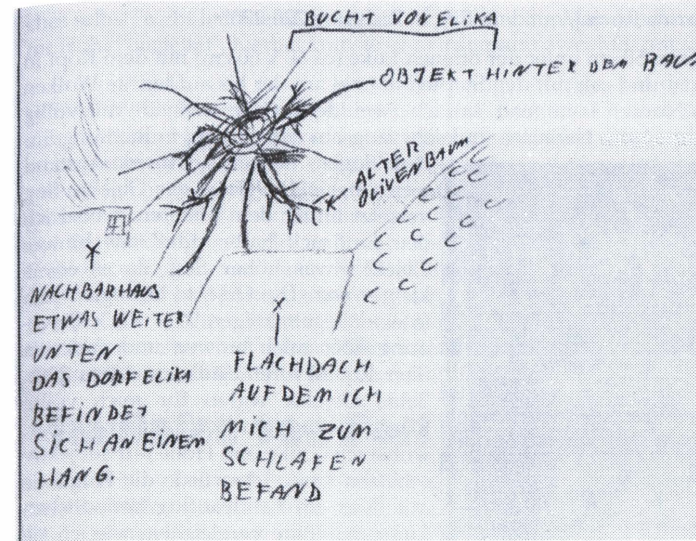 BUCHT VON ELIKA
OBJEKT HINTER DEM BAUM
ALTER
OLIVENBAUM
NACHBARHAUS
ETWAS WEITER
UNTEN.
DAS DORF ELIKA
BEFINDET
SICH AN EINEM
HANG.
FLACHDACH
AUF DEM ICH
MICH ZUM
SCHLAFEN
BEFAND